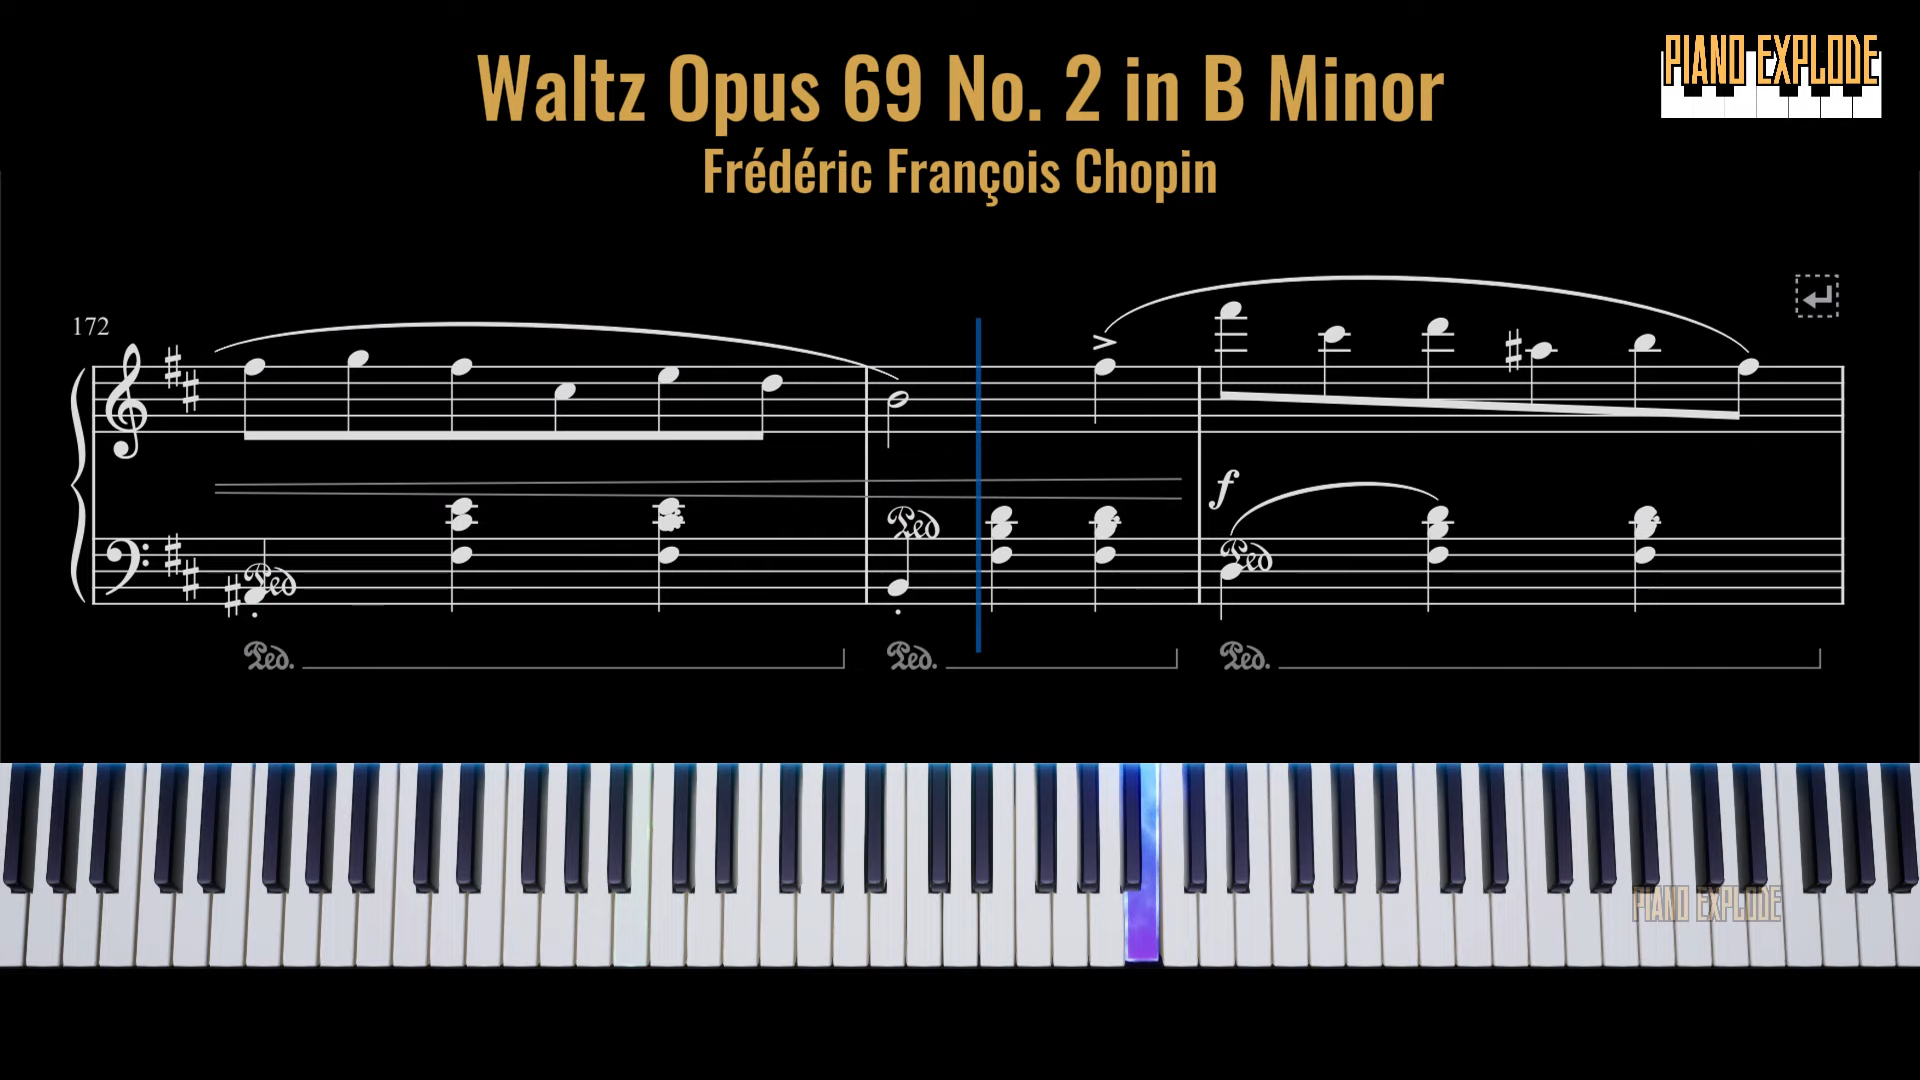 Waltz Opus 69 No. 2 in B Minor
PIANO EXPLODE
Frédéric François Chopin
172
f
Ped
Ped
Ped
Ped.
Ped.
Ped.
PIANO EXPLODE